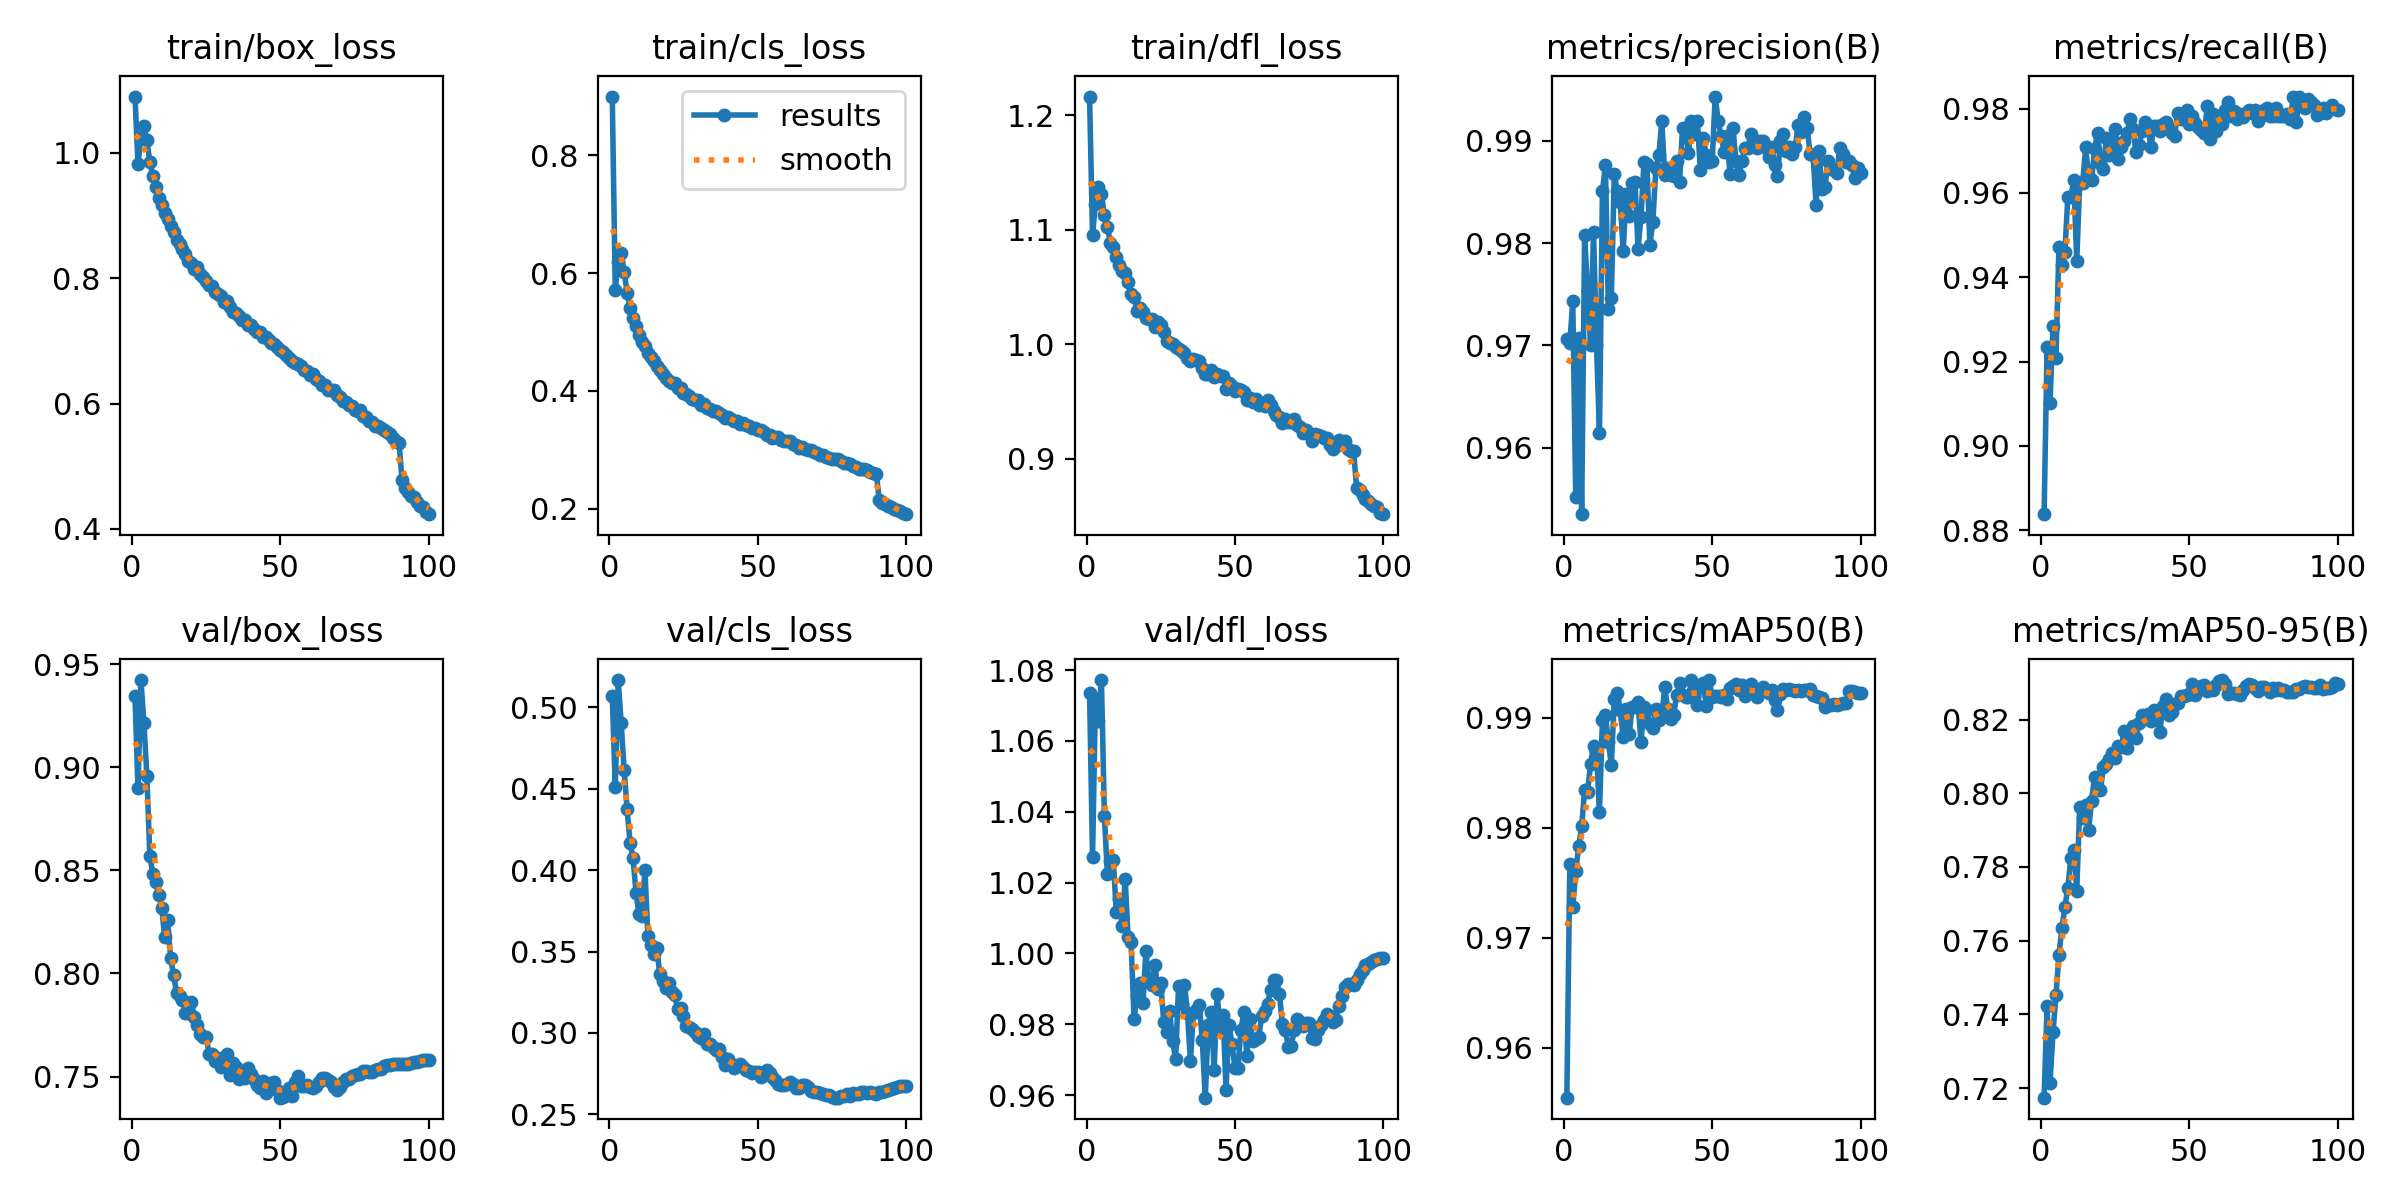 train/box_loss
train/cls_loss
train/dfl_loss
metrics/precision(B)
metrics/recall(B)
1.0
0.8
0.6
0.4
0 50 100
results
smooth
0.8
0.6
0.4
0.2
0 50 100
1.2
1.1
1.0
0.9
0 50 100
0.99
0.98
0.97
0.96
0 50 100
0.98
0.96
0.94
0.92
0.90
0.88
0 50 100
val/box_loss
val/cls_loss
val/dfl_loss
metrics/mAP50(B)
metrics/mAP50-95(B)
0.95
0.90
0.85
0.80
0.75
0 50 100
0.50
0.45
0.40
0.35
0.30
0.25
0 50 100
1.08
1.06
1.04
1.02
1.00
0.98
0.96
0 50 100
0.99
0.98
0.97
0.96
0 50 100
0.82
0.80
0.78
0.76
0.74
0.72
0 50 100